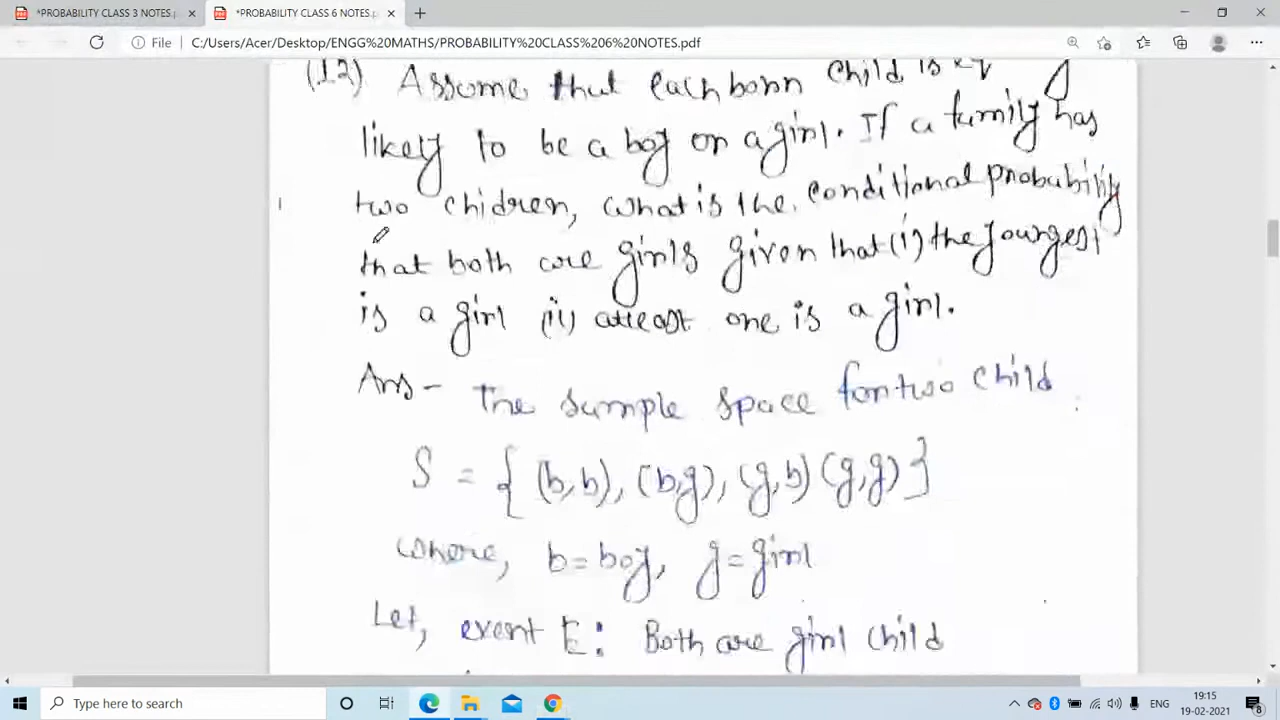 *PROBABILITY CLASS 3 NOTES.p
*PROBABILITY CLASS 6 NOTES.p
File C:/Users/Acer/Desktop/ENGG%20MATHS/PROBABILITY%20CLASS%206%20NOTES.pdf
(12) Assume that each born child is
likely to be a boy or a girl. If a family has
two chidren, what is the conditional probability
that both are girls given that (i) the youngest
is a girl (ii) atleast one is a girl.
Ans - The sample space for two child
S = { (b,b), (b,g), (g,b) (g,g) }
where, b = boy, g = girl
Let, event E: Both are girl child
Type here to search
ENG
19:15
19-02-2021
8